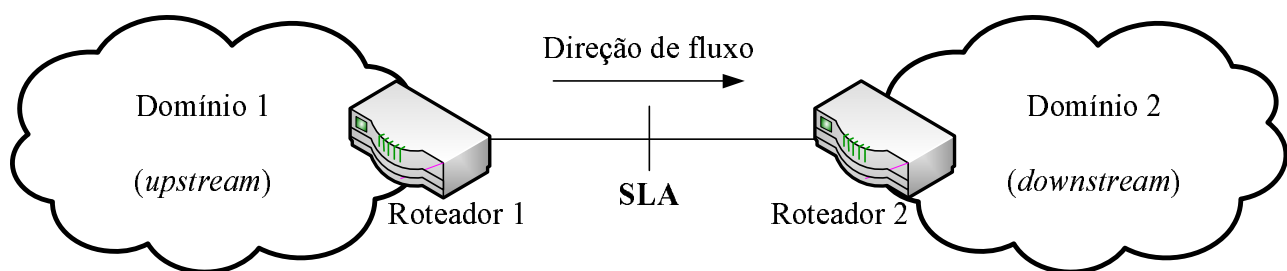 Direção de fluxo
Domínio 1
(upstream)
Roteador 1
SLA
Roteador 2
Domínio 2
(downstream)